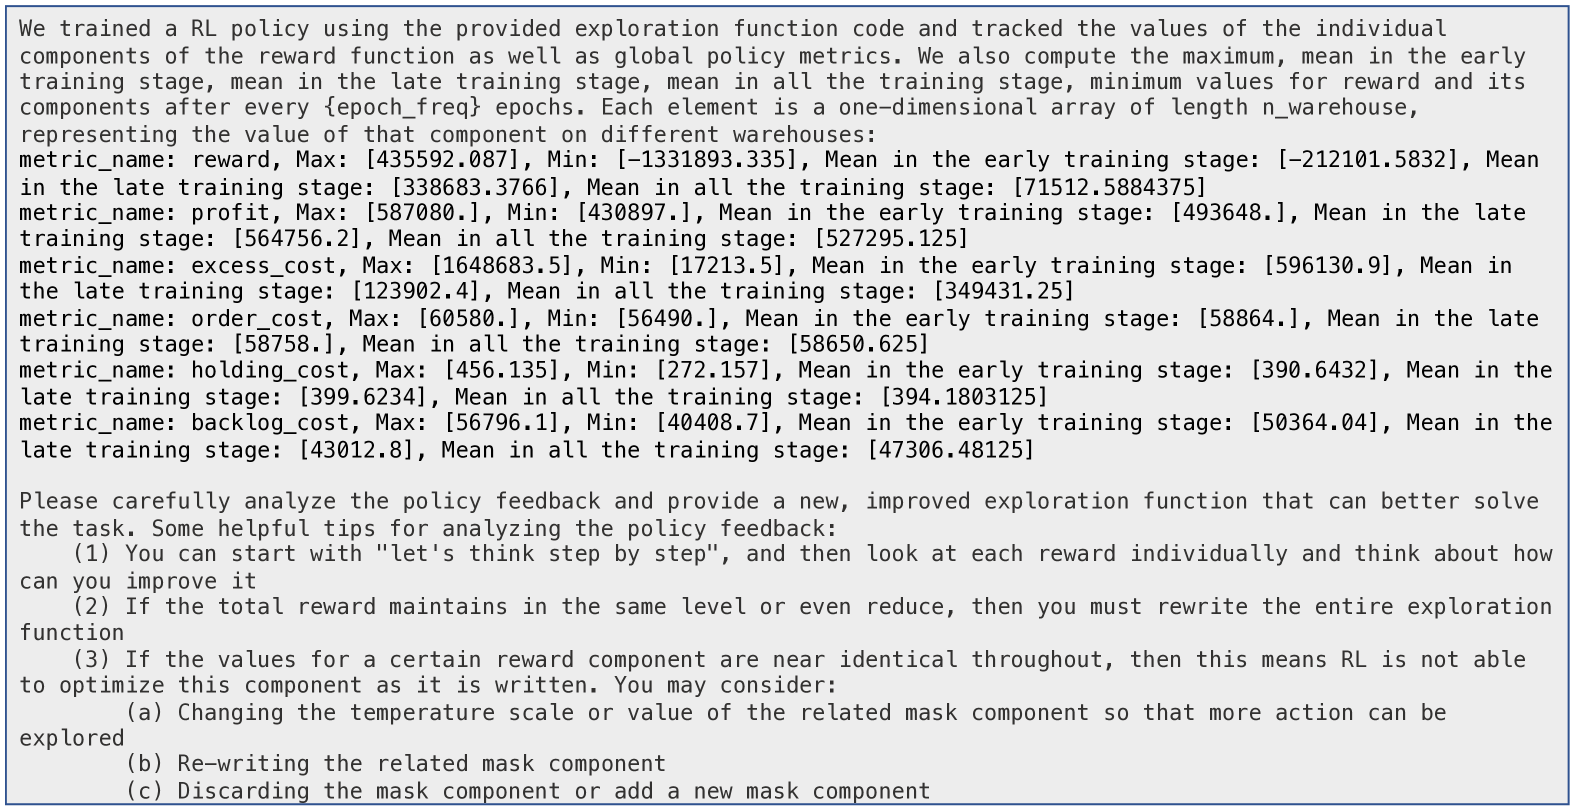 We trained a RL policy using the provided exploration function code and tracked the values of the individual
components of the reward function as well as global policy metrics. We also compute the maximum, mean in the early
training stage, mean in the late training stage, mean in all the training stage, minimum values for reward and its
components after every {epoch_freq} epochs. Each element is a one-dimensional array of length n_warehouse,
representing the value of that component on different warehouses:
metric_name: reward, Max: [435592.087], Min: [-1331893.335], Mean in the early training stage: [-212101.5832], Mean
in the late training stage: [338683.3766], Mean in all the training stage: [71512.5884375]
metric_name: profit, Max: [587080.], Min: [430897.], Mean in the early training stage: [493648.], Mean in the late
training stage: [564756.2], Mean in all the training stage: [527295.125]
metric_name: excess_cost, Max: [1648683.5], Min: [17213.5], Mean in the early training stage: [596130.9], Mean in
the late training stage: [123902.4], Mean in all the training stage: [349431.25]
metric_name: order_cost, Max: [60580.], Min: [56490.], Mean in the early training stage: [58864.], Mean in the late
training stage: [58758.], Mean in all the training stage: [58650.625]
metric_name: holding_cost, Max: [456.135], Min: [272.157], Mean in the early training stage: [390.6432], Mean in the
late training stage: [399.6234], Mean in all the training stage: [394.1803125]
metric_name: backlog_cost, Max: [56796.1], Min: [40408.7], Mean in the early training stage: [50364.04], Mean in the
late training stage: [43012.8], Mean in all the training stage: [47306.48125]
Please carefully analyze the policy feedback and provide a new, improved exploration function that can better solve
the task. Some helpful tips for analyzing the policy feedback:
(1) You can start with "let's think step by step", and then look at each reward individually and think about how
can you improve it
(2) If the total reward maintains in the same level or even reduce, then you must rewrite the entire exploration
function
(3) If the values for a certain reward component are near identical throughout, then this means RL is not able
to optimize this component as it is written. You may consider:
(a) Changing the temperature scale or value of the related mask component so that more action can be
explored
(b) Re-writing the related mask component
(c) Discarding the mask component or add a new mask component